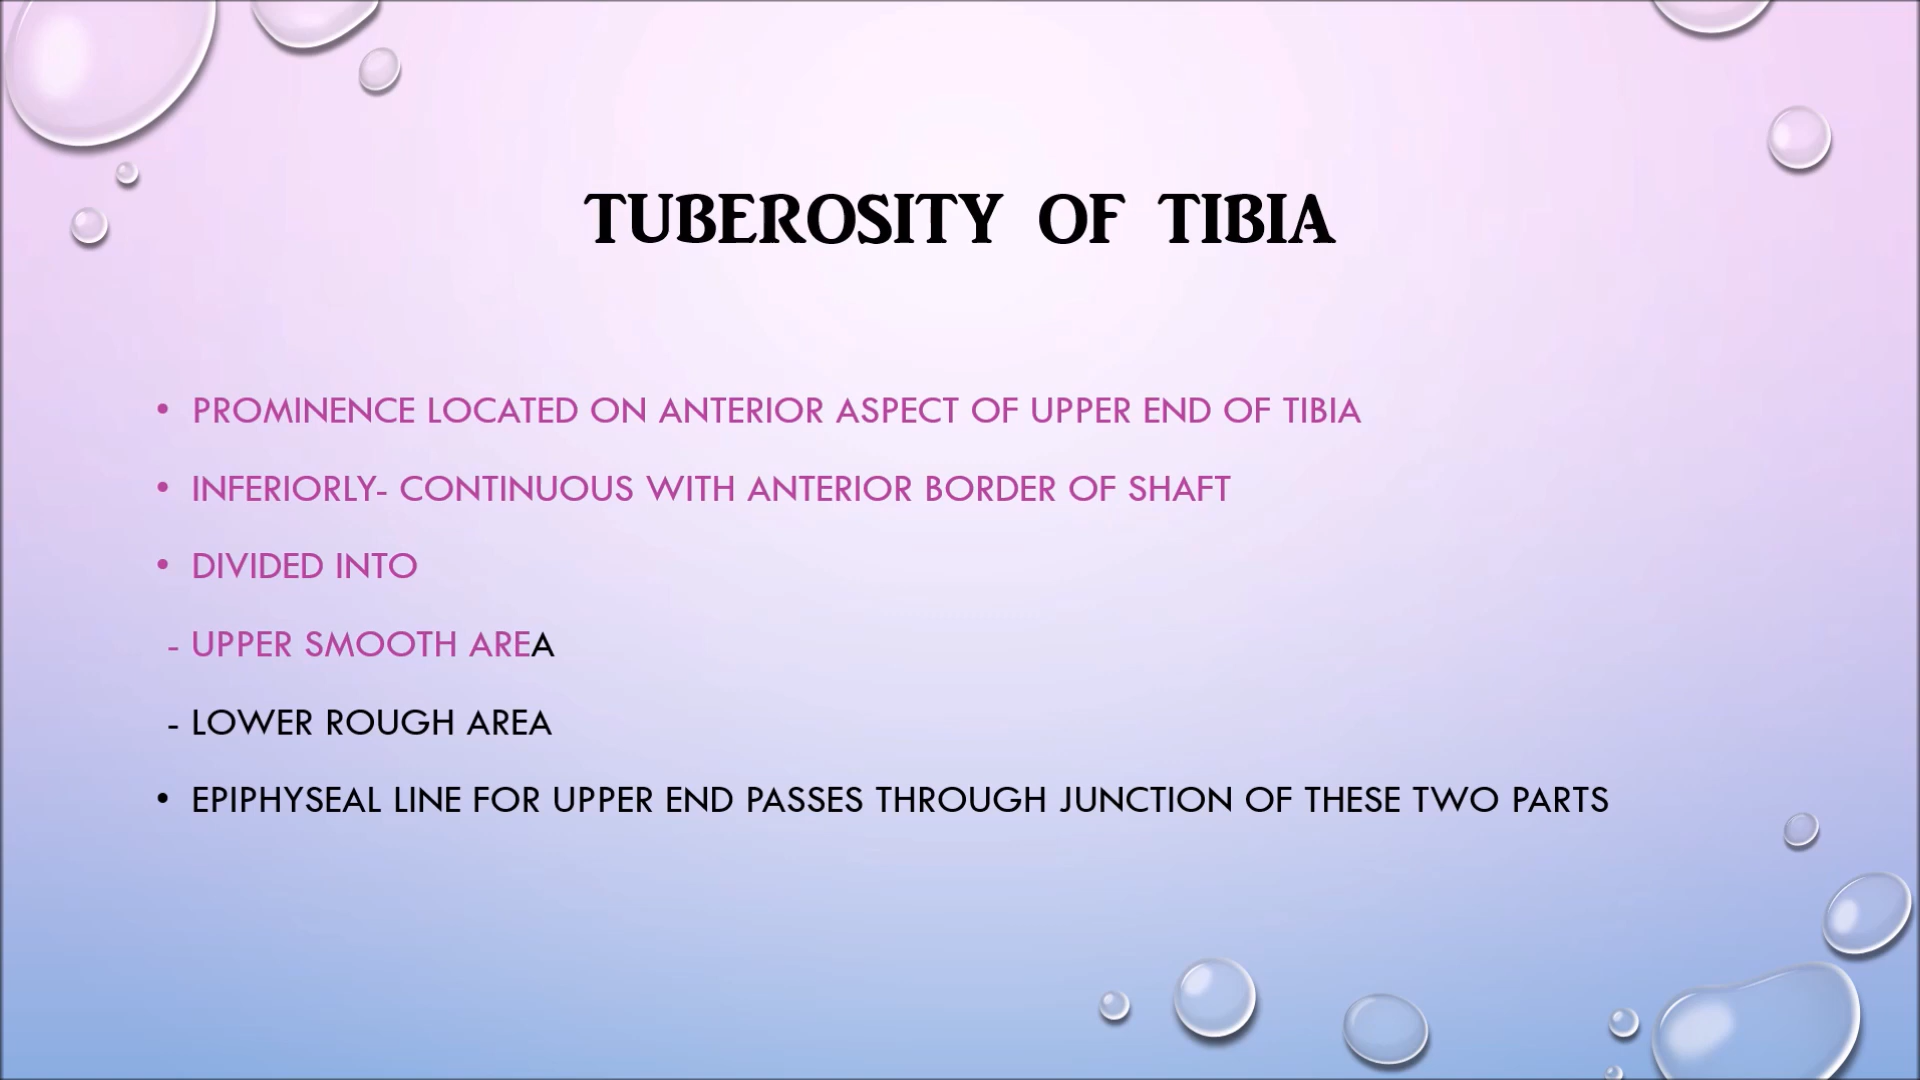 TUBEROSITY OF TIBIA
• PROMINENCE LOCATED ON ANTERIOR ASPECT OF UPPER END OF TIBIA
• INFERIORLY- CONTINUOUS WITH ANTERIOR BORDER OF SHAFT
• DIVIDED INTO
- UPPER SMOOTH AREA
- LOWER ROUGH AREA
• EPIPHYSEAL LINE FOR UPPER END PASSES THROUGH JUNCTION OF THESE TWO PARTS